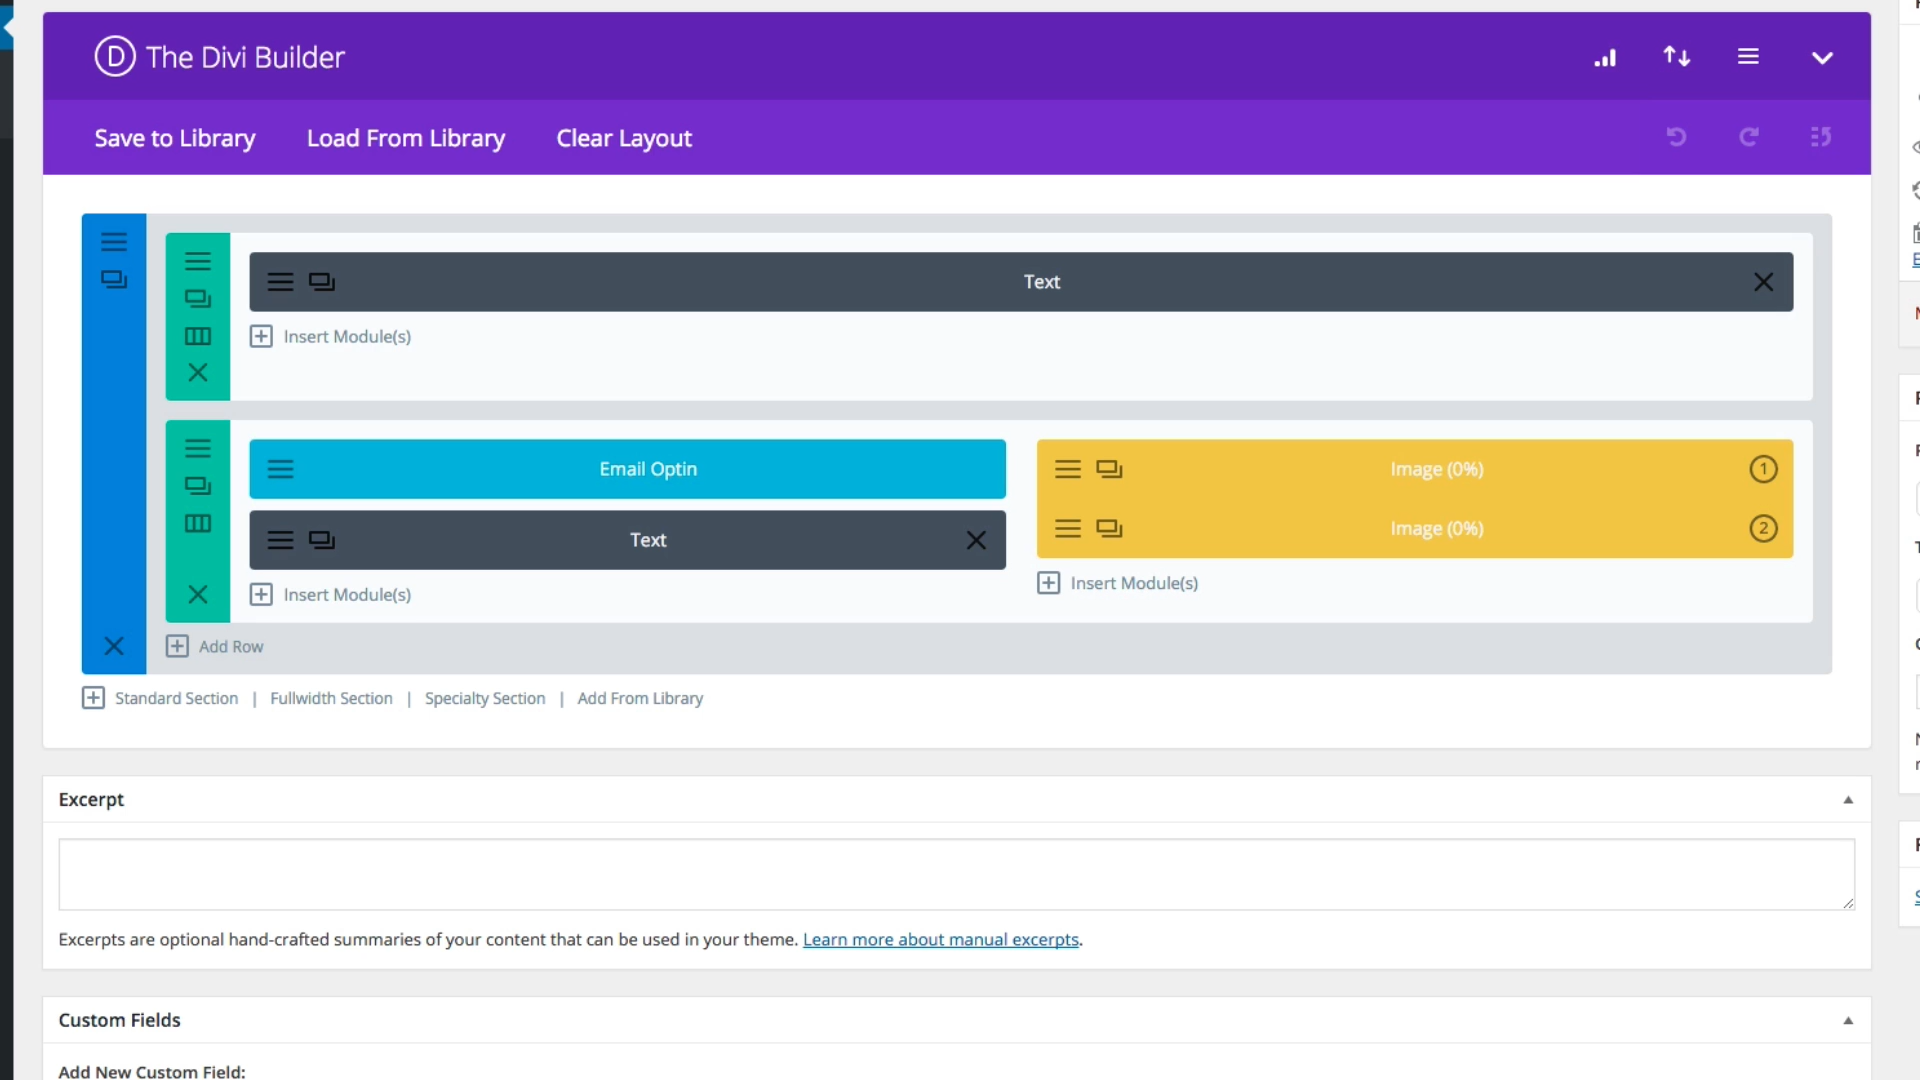 D The Divi Builder
Save to Library Load From Library Clear Layout
Text
Insert Module(s)
Email Optin
Image (0%) 1
Text
Image (0%) 2
Insert Module(s)
Insert Module(s)
Add Row
Standard Section | Fullwidth Section | Specialty Section | Add From Library
Excerpt
Excerpts are optional hand-crafted summaries of your content that can be used in your theme. Learn more about manual excerpts.
Custom Fields
Add New Custom Field: